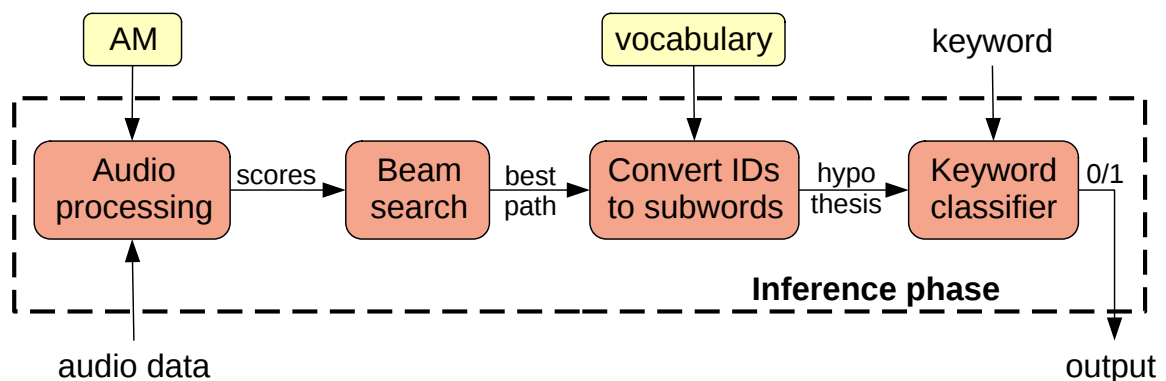 AM
vocabulary
keyword
Audio
processing
scores
Beam
search
best
path
Convert IDs
to subwords
hypo
thesis
Keyword
classifier
0/1
Inference phase
audio data
output